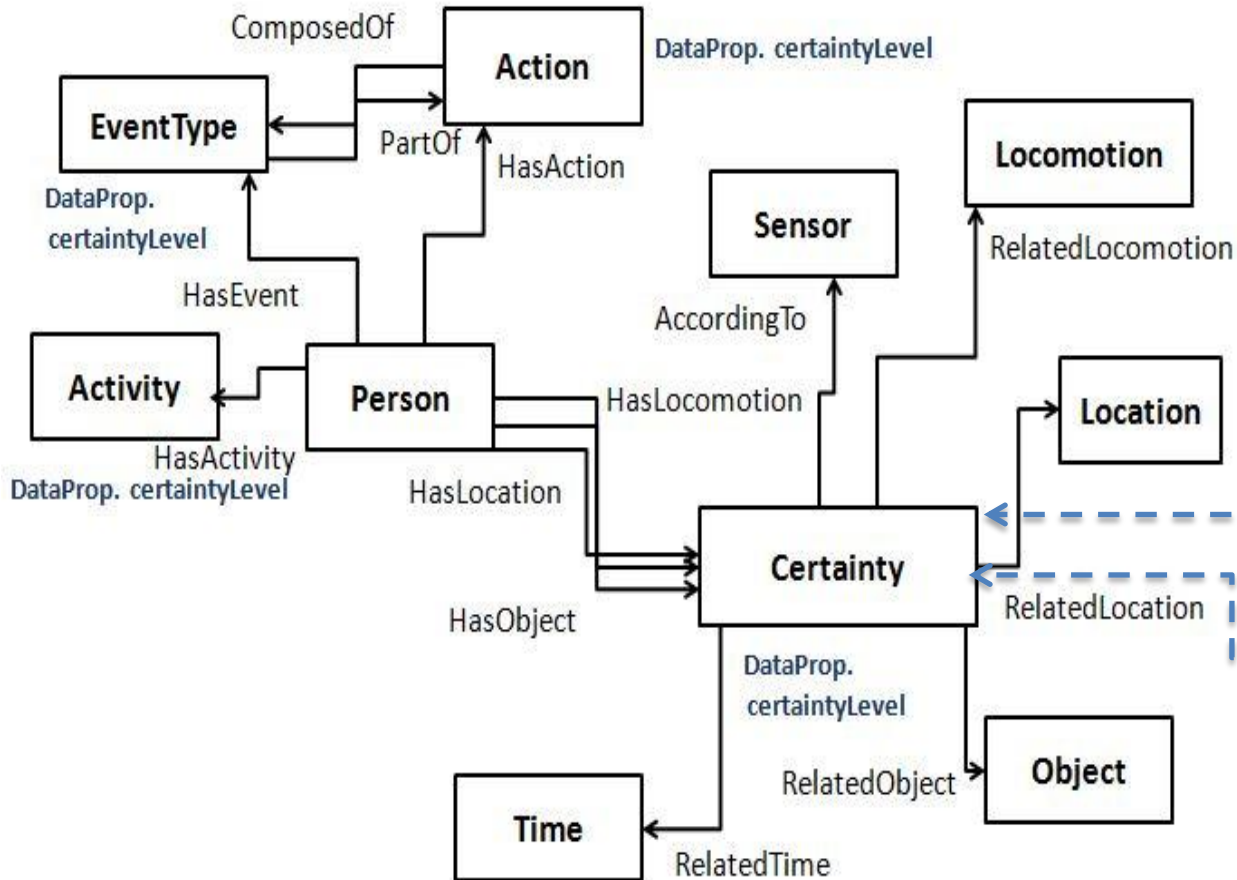 ComposedOf
Action
DataProp. certaintyLevel
EventType
PartOf
HasAction
Locomotion
DataProp.
certaintyLevel
Sensor
RelatedLocomotion
HasEvent
AccordingTo
Activity
Person
HasLocomotion
Location
HasActivity
DataProp. certaintyLevel
HasLocation
Certainty
RelatedLocation
HasObject
DataProp.
certaintyLevel
RelatedObject
Object
Time
RelatedTime